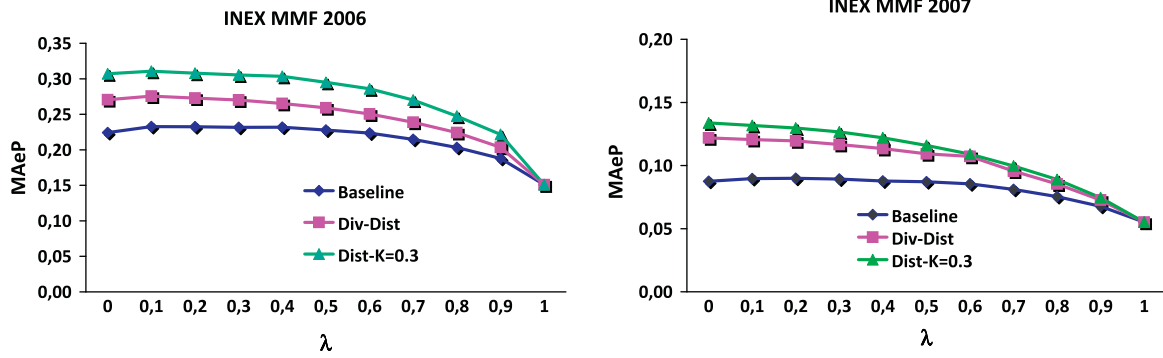 INEX MMF 2006
0,35
0,30
0,25
0,20
0,15
0,10
0,05
0,00
MAeP
Baseline
Div-Dist
Dist-K=0.3
0 0,1 0,2 0,3 0,4 0,5 0,6 0,7 0,8 0,9 1
λ
INEX MMF 2007
0,20
0,15
0,10
0,05
0,00
MAeP
Baseline
Div-Dist
Dist-K=0.3
0 0,1 0,2 0,3 0,4 0,5 0,6 0,7 0,8 0,9 1
λ